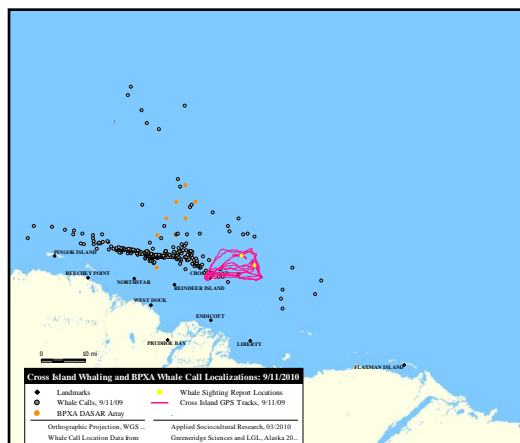 PINGOK ISLAND
CROSS
BEECHEY POINT
NORTHSTAR
REINDEER ISLAND
WEST DOCK
ENDICOTT
PRUDHOE BAY
LIBERTY
FLAXMAN ISLAND
0 10 mi
Cross Island Whaling and BPXA Whale Call Localizations: 9/11/2010
Landmarks
Whale Sighting Report Locations
Whale Calls, 9/11/09
Cross Island GPS Tracks, 9/11/09
BPXA DASAR Array
Orthographic Projection, WGS ...
Applied Sociocultural Research, 03/2010
Whale Call Location Data from
Greeneridge Sciences and LGL, Alaska 20...